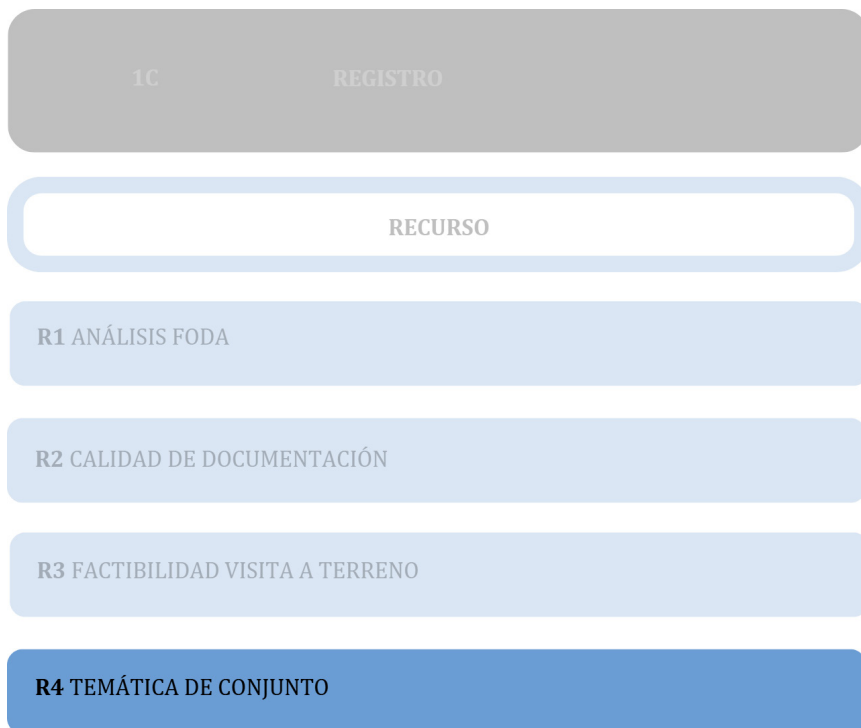 1C REGISTRO
RECURSO
R1 ANÁLISIS FODA
R2 CALIDAD DE DOCUMENTACIÓN
R3 FACTIBILIDAD VISITA A TERRENO
R4 TEMÁTICA DE CONJUNTO